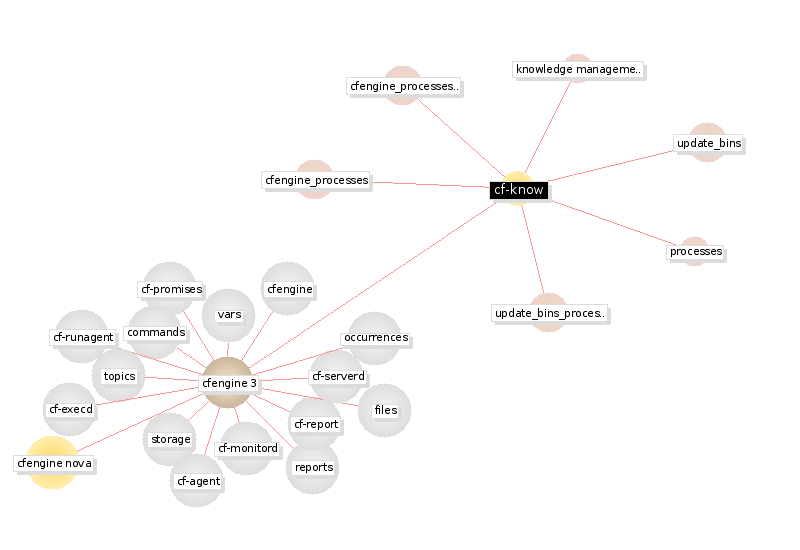 knowledge manageme..
cfengine_processes..
update_bins
cfengine_processes
cf-know
processes
update_bins_proces..
cf-promises
cfengine
vars
commands
cf-runagent
occurrences
topics
cfengine 3
cf-serverd
cf-execd
files
cf-report
storage
cf-monitord
cfengine nova
reports
cf-agent